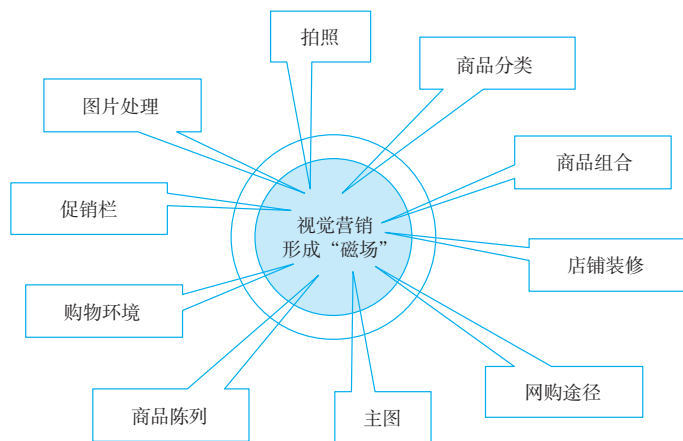 拍照
商品分类
图片处理
商品组合
促销栏
视觉营销
形成“磁场”
店铺装修
购物环境
网购途径
商品陈列
主图